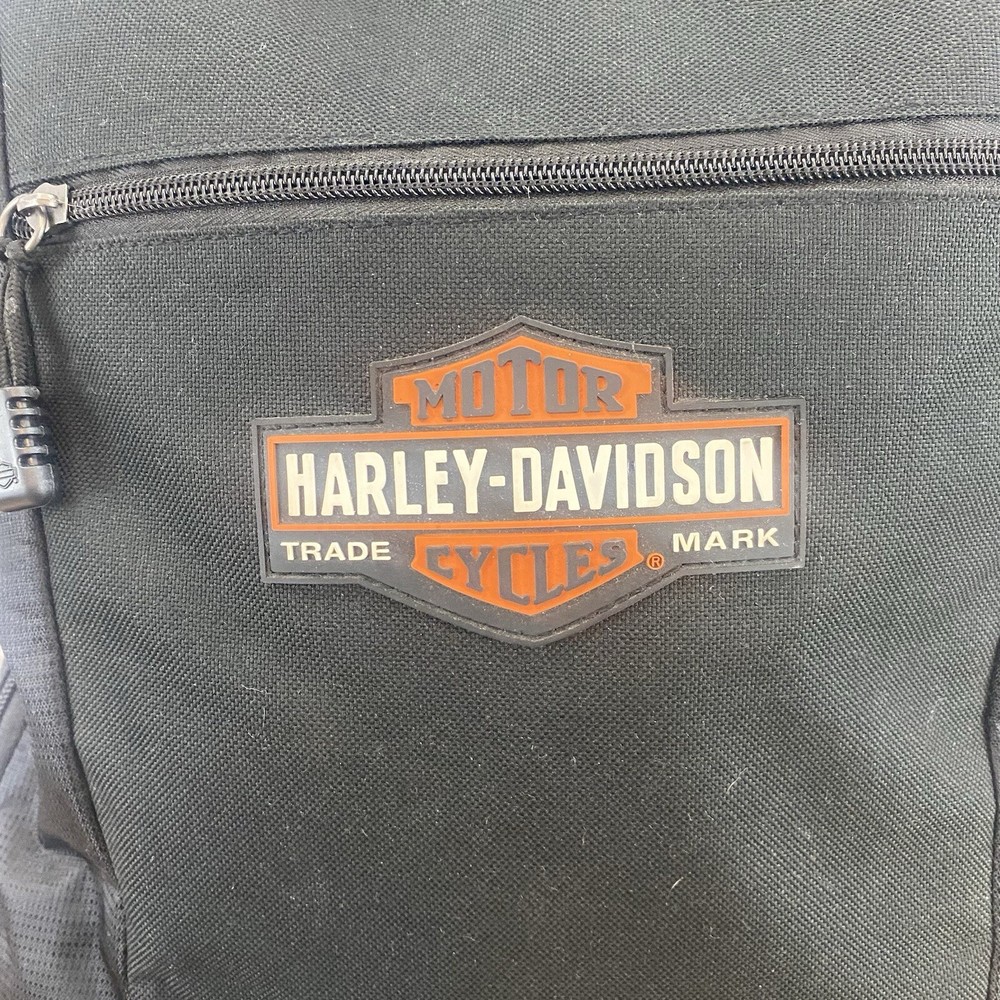 MOTOR
HARLEY-DAVIDSON
TRADE MARK
CYCLES ®